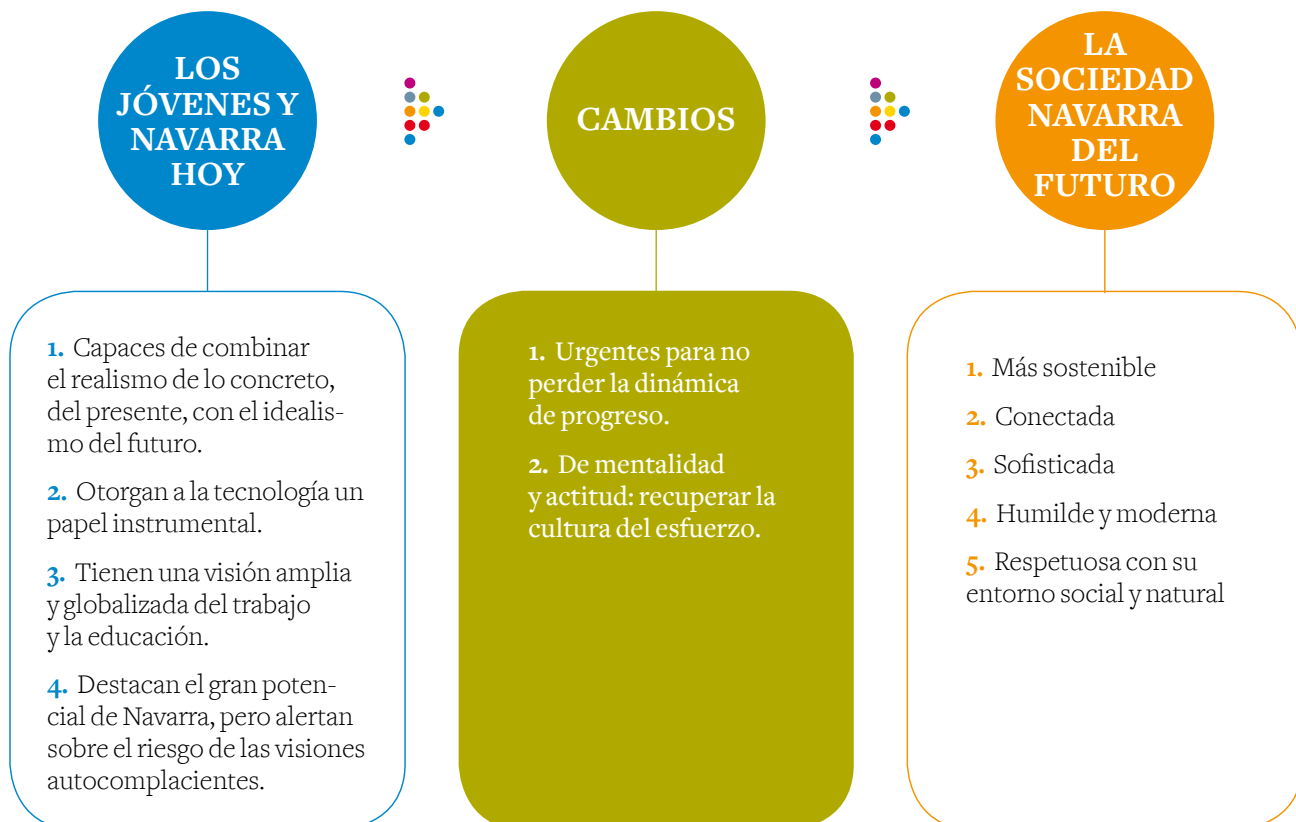 LOS
JÓVENES Y
NAVARRA
HOY
1. Capaces de combinar
el realismo de lo concreto,
del presente, con el idealis-
mo del futuro.
2. Otorgan a la tecnología un
papel instrumental.
3. Tienen una visión amplia
y globalizada del trabajo
y la educación.
4. Destacan el gran poten-
cial de Navarra, pero alertan
sobre el riesgo de las visiones
autocomplacientes.
CAMBIOS
1. Urgentes para no
perder la dinámica
de progreso.
2. De mentalidad
y actitud: recuperar la
cultura del esfuerzo.
LA
SOCIEDAD
NAVARRA
DEL
FUTURO
1. Más sostenible
2. Conectada
3. Sofisticada
4. Humilde y moderna
5. Respetuosa con su
entorno social y natural